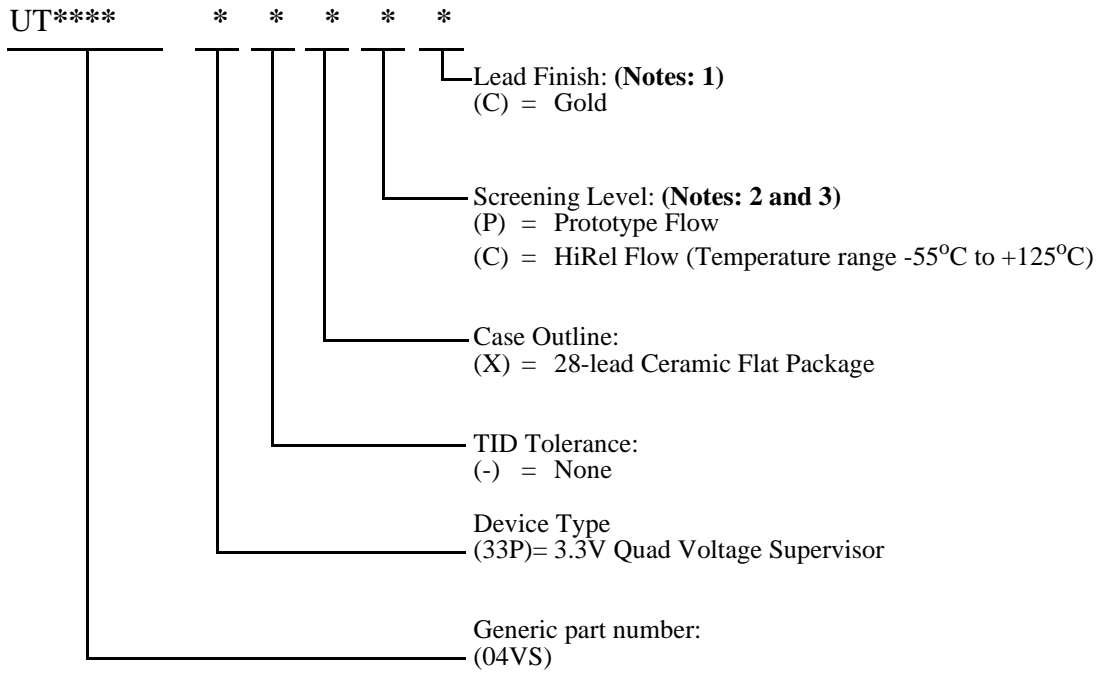 UT**** * * * * *
Lead Finish: (Notes: 1)
(C) = Gold
Screening Level: (Notes: 2 and 3)
(P) = Prototype Flow
(C) = HiRel Flow (Temperature range -55°C to +125°C)
Case Outline:
(X) = 28-lead Ceramic Flat Package
TID Tolerance:
(-) = None
Device Type
(33P)= 3.3V Quad Voltage Supervisor
Generic part number:
(04VS)